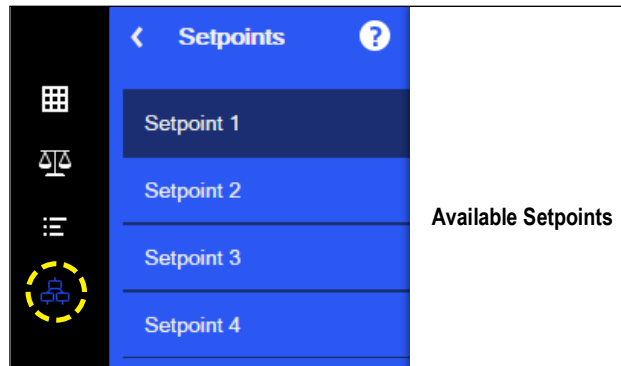 Setpoints ?
Setpoint 1
Setpoint 2
Setpoint 3
Setpoint 4
Available Setpoints